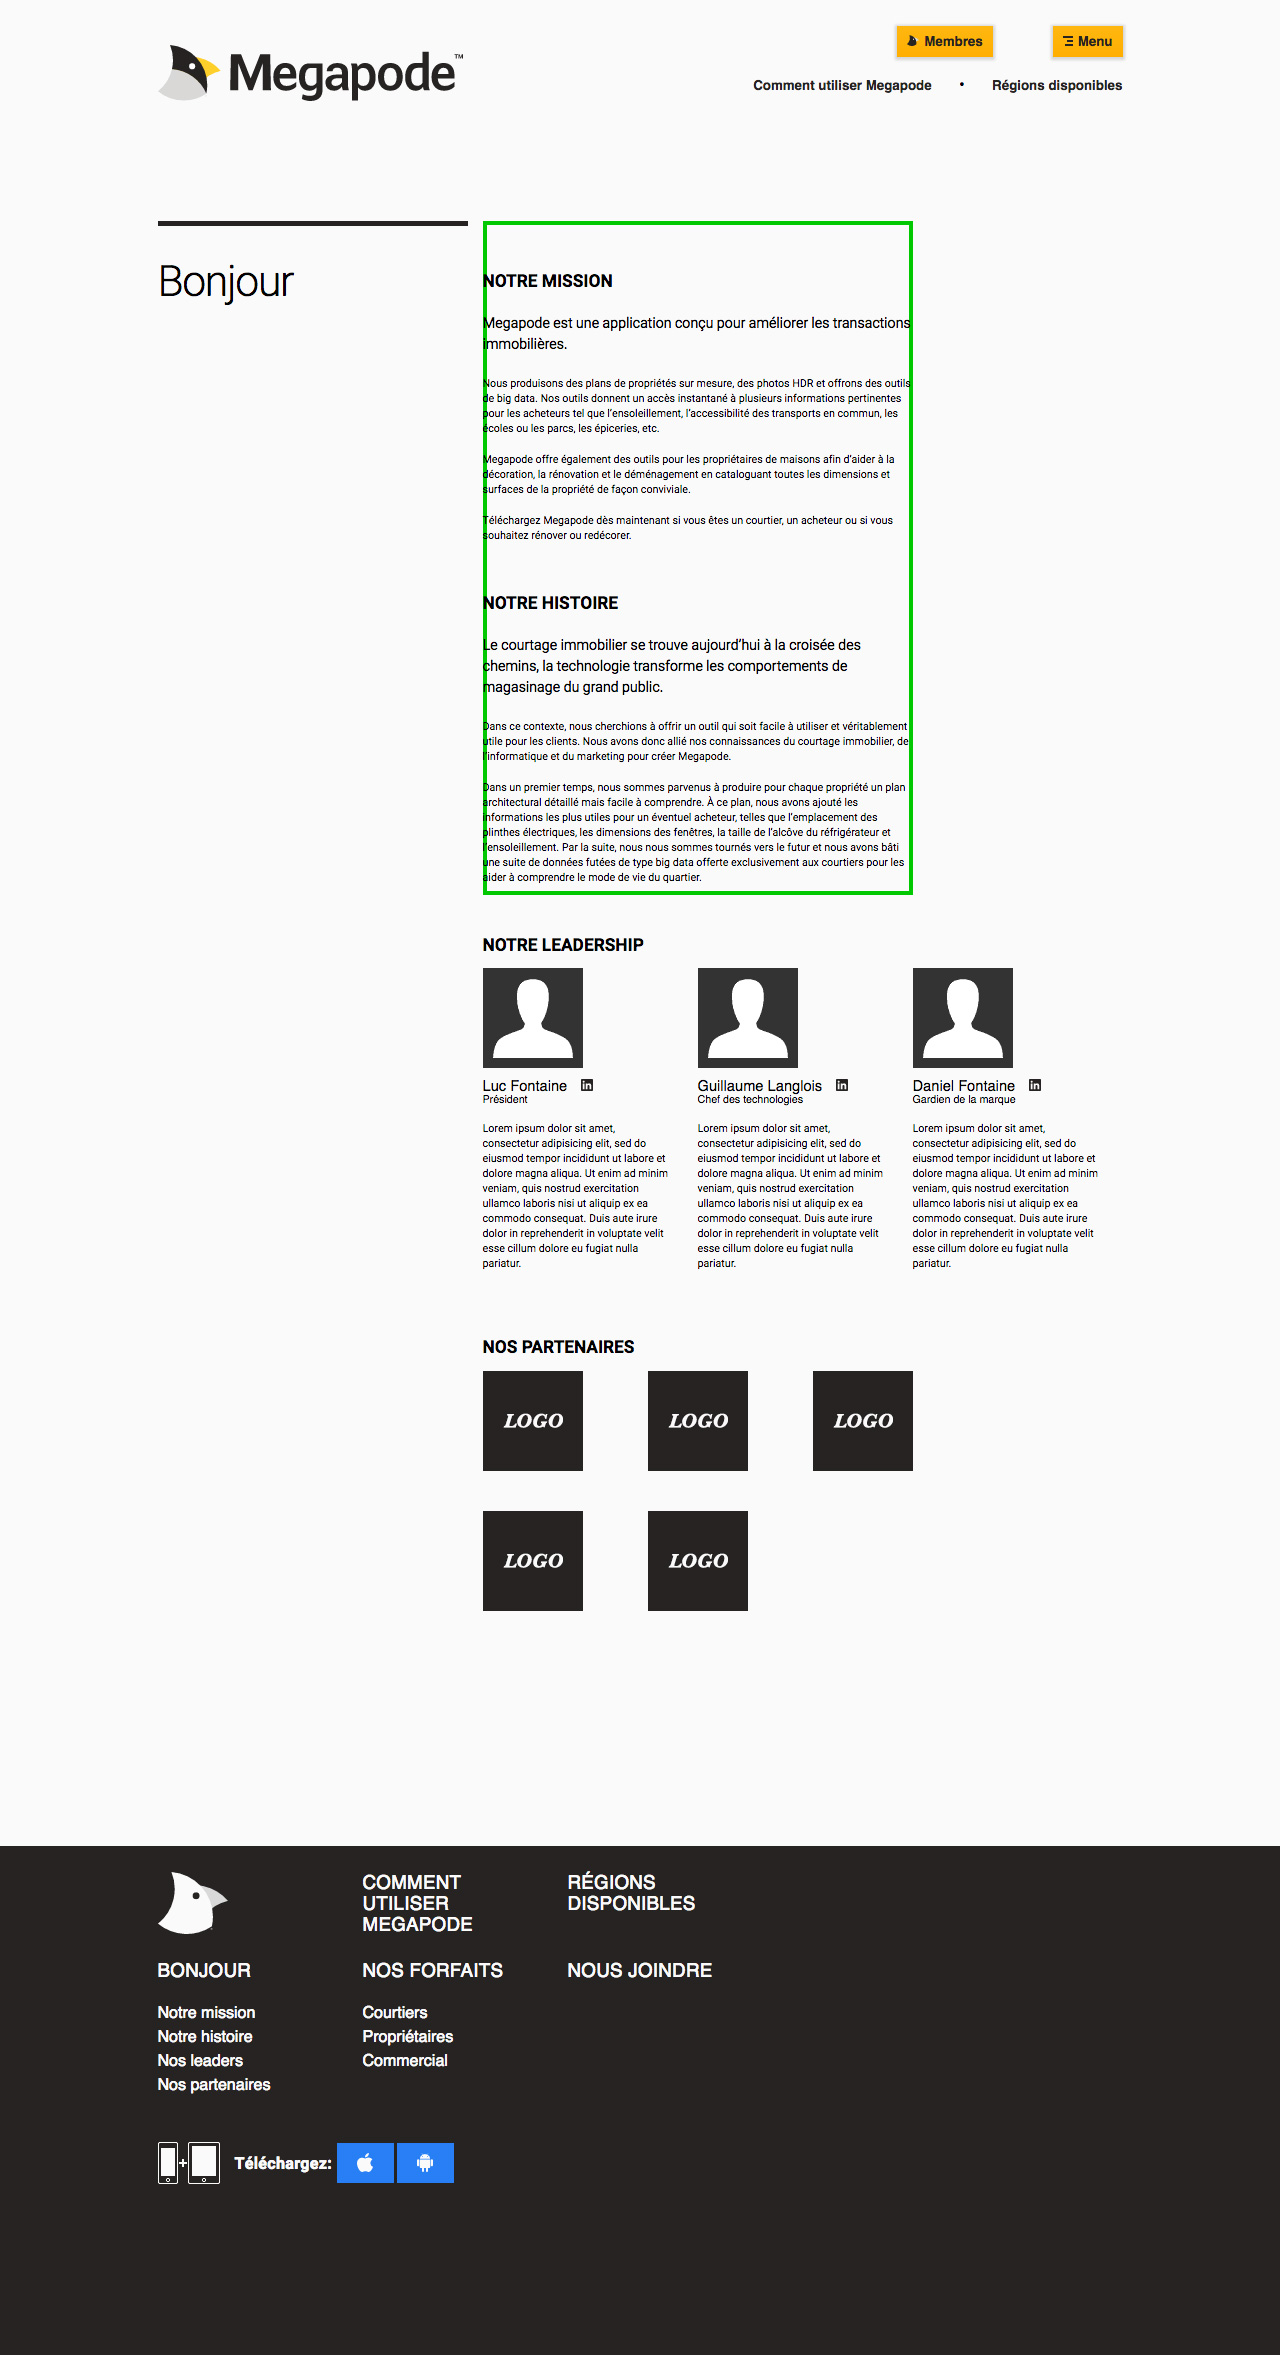 Membres
Menu
Megapode™
Comment utiliser Megapode • Régions disponibles
Bonjour
NOTRE MISSION
Megapode est une application conçu pour améliorer les transactions
immobilières.
Nous produisons des plans de propriétés sur mesure, des photos HDR et offrons des outils
de big data. Nos outils donnent un accès instantané à plusieurs informations pertinentes
pour les acheteurs tel que l’ensoleillement, l’accessibilité des transports en commun, les
écoles ou les parcs, les épiceries, etc.
Megapode offre également des outils pour les propriétaires de maisons afin d’aider à la
décoration, la rénovation et le déménagement en cataloguant toutes les dimensions et
surfaces de la propriété de façon conviviale.
Téléchargez Megapode dès maintenant si vous êtes un courtier, un acheteur ou si vous
souhaitez rénover ou redécorer.
NOTRE HISTOIRE
Le courtage immobilier se trouve aujourd’hui à la croisée des
chemins, la technologie transforme les comportements de
magasinage du grand public.
Dans ce contexte, nous cherchions à offrir un outil qui soit facile à utiliser et véritablement
utile pour les clients. Nous avons donc allié nos connaissances du courtage immobilier, de
l’informatique et du marketing pour créer Megapode.
Dans un premier temps, nous sommes parvenus à produire pour chaque propriété un plan
architectural détaillé mais facile à comprendre. À ce plan, nous avons ajouté les
informations les plus utiles pour un éventuel acheteur, telles que l’emplacement des
plinthes électriques, les dimensions des fenêtres, la taille de l’alcôve du réfrigérateur et
l’ensoleillement. Par la suite, nous nous sommes tournés vers le futur et nous avons bâti
une suite de données futées de type big data offerte exclusivement aux courtiers pour les
aider à comprendre le mode de vie du quartier.
NOTRE LEADERSHIP
Luc Fontaine in
Président
Lorem ipsum dolor sit amet,
consectetur adipisicing elit, sed do
eiusmod tempor incididunt ut labore et
dolore magna aliqua. Ut enim ad minim
veniam, quis nostrud exercitation
ullamco laboris nisi ut aliquip ex ea
commodo consequat. Duis aute irure
dolor in reprehenderit in voluptate velit
esse cillum dolore eu fugiat nulla
pariatur.
Guillaume Langlois in
Chef des technologies
Lorem ipsum dolor sit amet,
consectetur adipisicing elit, sed do
eiusmod tempor incididunt ut labore et
dolore magna aliqua. Ut enim ad minim
veniam, quis nostrud exercitation
ullamco laboris nisi ut aliquip ex ea
commodo consequat. Duis aute irure
dolor in reprehenderit in voluptate velit
esse cillum dolore eu fugiat nulla
pariatur.
Daniel Fontaine in
Gardien de la marque
Lorem ipsum dolor sit amet,
consectetur adipisicing elit, sed do
eiusmod tempor incididunt ut labore et
dolore magna aliqua. Ut enim ad minim
veniam, quis nostrud exercitation
ullamco laboris nisi ut aliquip ex ea
commodo consequat. Duis aute irure
dolor in reprehenderit in voluptate velit
esse cillum dolore eu fugiat nulla
pariatur.
NOS PARTENAIRES
LOGO
LOGO
LOGO
LOGO
LOGO
COMMENT
UTILISER
MEGAPODE
RÉGIONS
DISPONIBLES
BONJOUR
Notre mission
Notre histoire
Nos leaders
Nos partenaires
NOS FORFAITS
Courtiers
Propriétaires
Commercial
NOUS JOINDRE
+ Téléchargez: